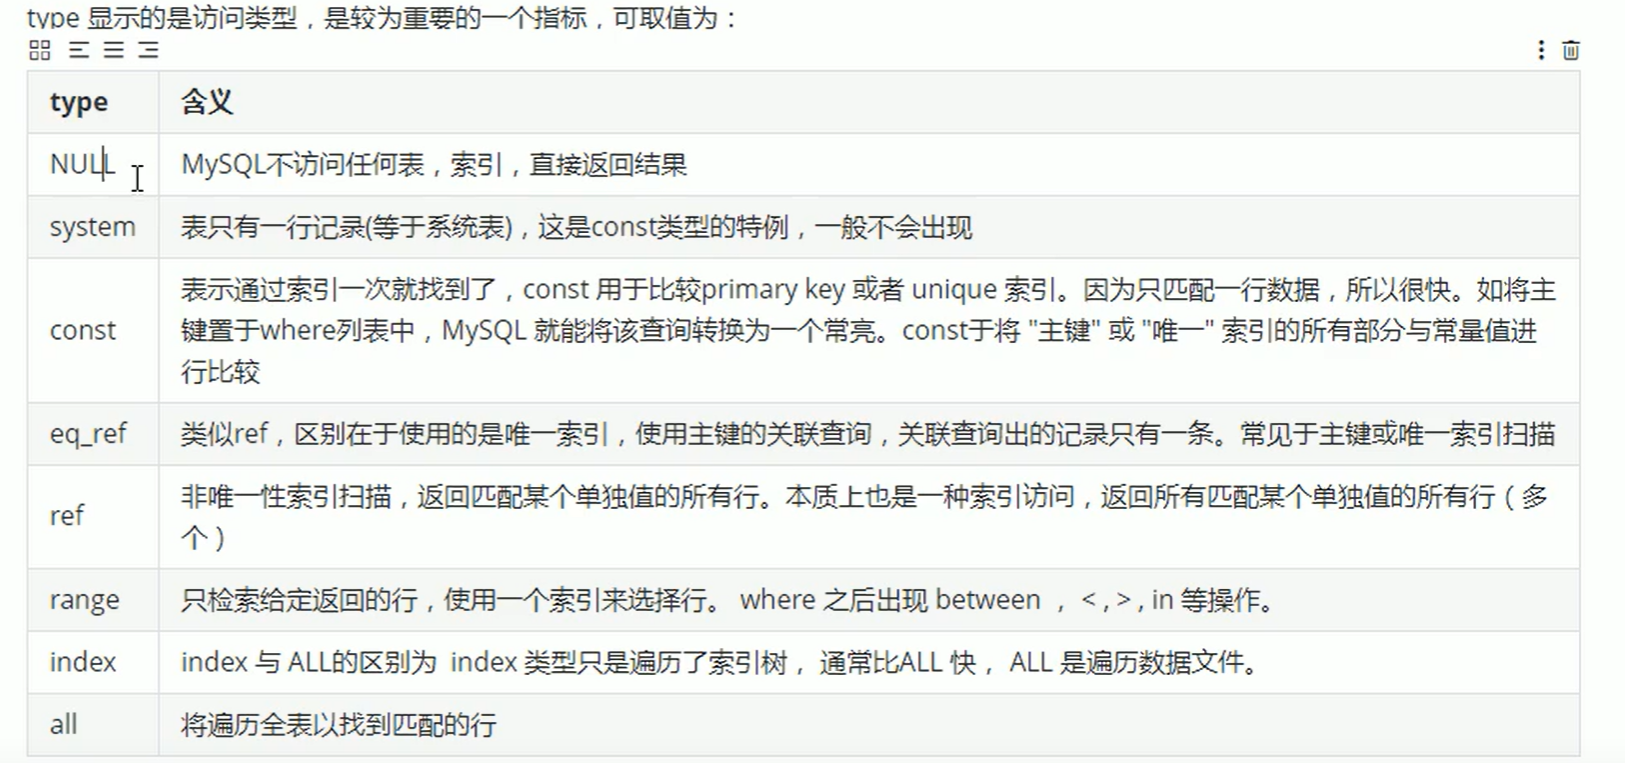 type 显示的是访问类型，是较为重要的一个指标，可取值为：
type 含义
NULL MySQL不访问任何表，索引，直接返回结果
system 表只有一行记录(等于系统表)，这是const类型的特例，一般不会出现
const 表示通过索引一次就找到了，const 用于比较primary key 或者 unique 索引。因为只匹配一行数据，所以很快。如将主
键置于where列表中，MySQL 就能将该查询转换为一个常亮。const于将 "主键" 或 "唯一" 索引的所有部分与常量值进
行比较
eq_ref 类似ref，区别在于使用的是唯一索引，使用主键的关联查询，关联查询出的记录只有一条。常见于主键或唯一索引扫描
ref 非唯一性索引扫描，返回匹配某个单独值的所有行。本质上也是一种索引访问，返回所有匹配某个单独值的所有行（多
个）
range 只检索给定返回的行，使用一个索引来选择行。 where 之后出现 between ， < , > , in 等操作。
index index 与 ALL的区别为 index 类型只是遍历了索引树， 通常比ALL 快， ALL 是遍历数据文件。
all 将遍历全表以找到匹配的行